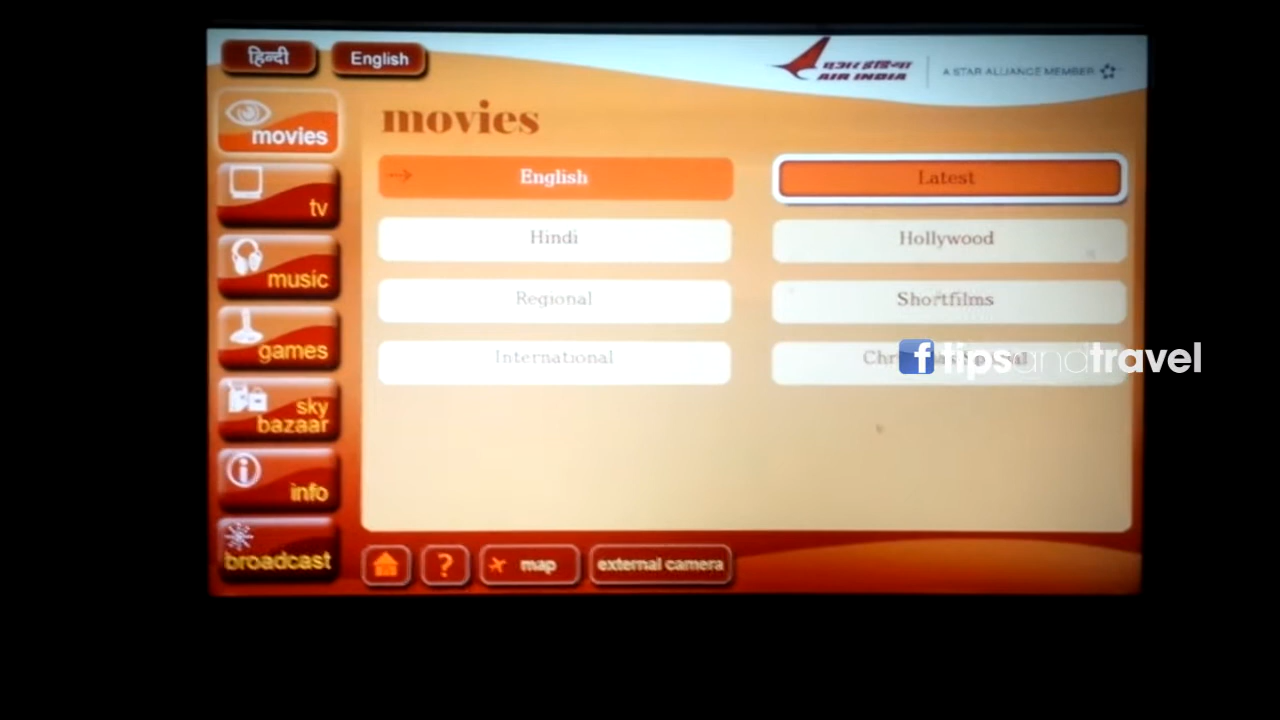 हिन्दी
English
एअर इंडिया
AIR INDIA
A STAR ALLIANCE MEMBER
movies
movies
English
Latest
tv
Hindi
Hollywood
music
Regional
Shortfilms
games
International
tipsandtravel
sky
bazaar
info
broadcast
?
map
external camera